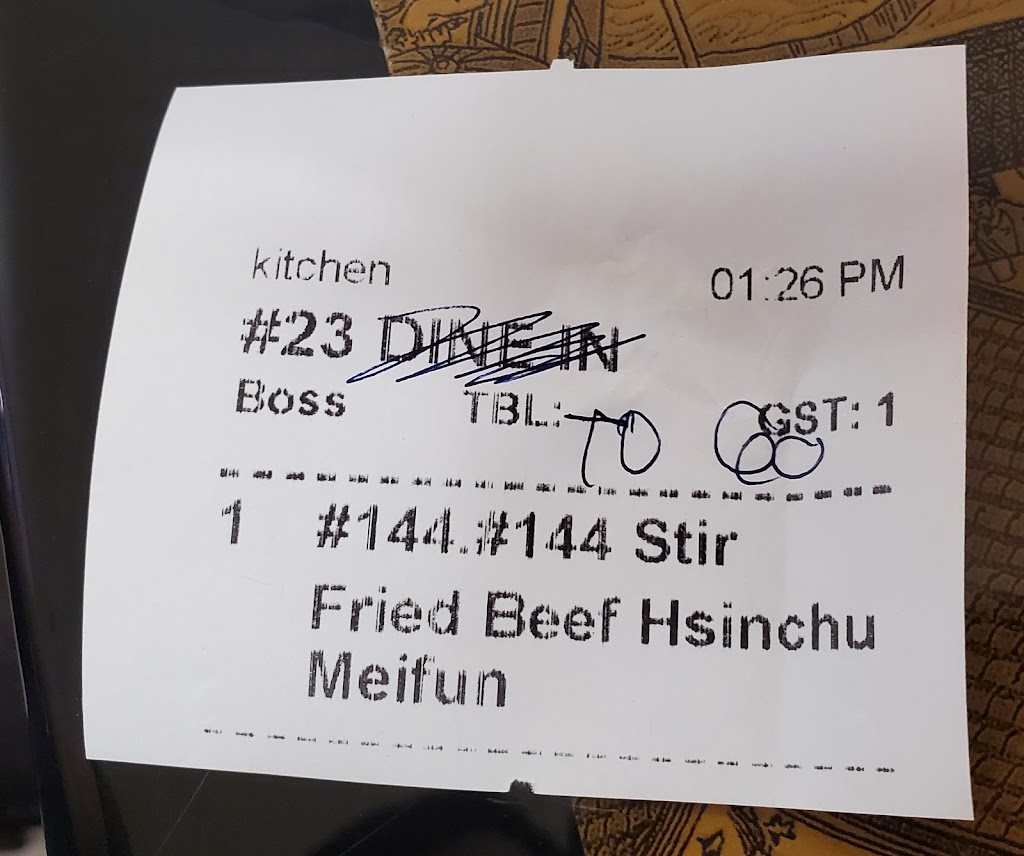 kitchen 01:26 PM
#23 DINE IN
Boss TBL: TO GO GST: 1
1 #144.#144 Stir
Fried Beef Hsinchu
Meifun